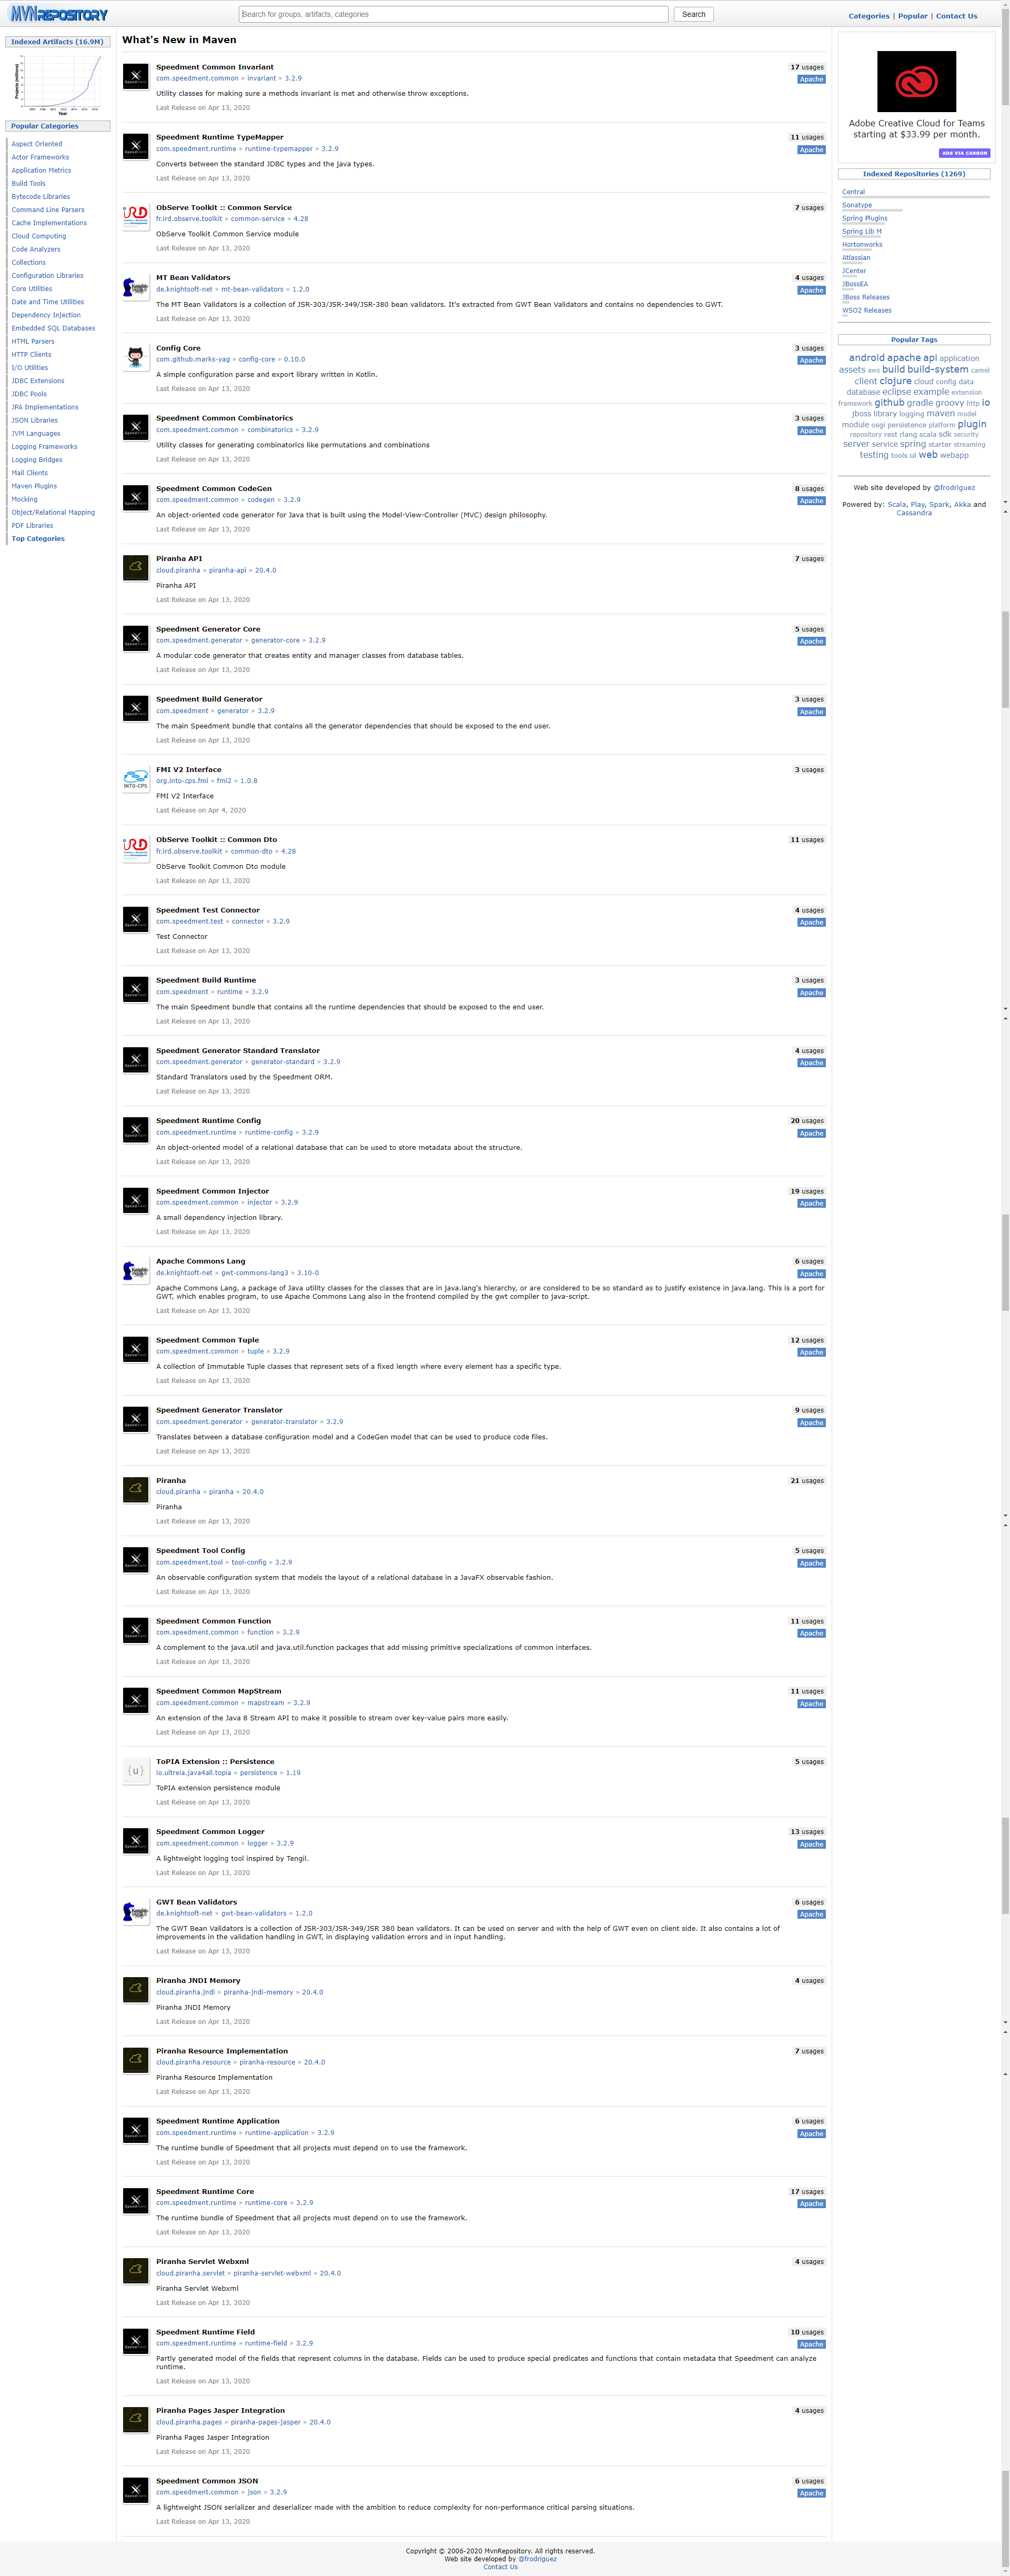 MVNREPOSITORY
Search for groups, artifacts, categories
Search
Categories | Popular | Contact Us
Indexed Artifacts (16.9M)
Projects (millions)
Year
Popular Categories
Aspect Oriented
Actor Frameworks
Application Metrics
Build Tools
Bytecode Libraries
Command Line Parsers
Cache Implementations
Cloud Computing
Code Analyzers
Collections
Configuration Libraries
Core Utilities
Date and Time Utilities
Dependency Injection
Embedded SQL Databases
HTML Parsers
HTTP Clients
I/O Utilities
JDBC Extensions
JDBC Pools
JPA Implementations
JSON Libraries
JVM Languages
Logging Frameworks
Logging Bridges
Mail Clients
Maven Plugins
Mocking
Object/Relational Mapping
PDF Libraries
Top Categories
What's New in Maven
Speedment Common Invariant
17 usages
com.speedment.common » invariant » 3.2.9
Apache
Utility classes for making sure a methods invariant is met and otherwise throw exceptions.
Last Release on Apr 13, 2020
Speedment Runtime TypeMapper
11 usages
com.speedment.runtime » runtime-typemapper » 3.2.9
Apache
Converts between the standard JDBC types and the java types.
Last Release on Apr 13, 2020
ObServe Toolkit :: Common Service
7 usages
fr.ird.observe.toolkit » common-service » 4.28
ObServe Toolkit Common Service module
Last Release on Apr 13, 2020
MT Bean Validators
4 usages
de.knightsoft-net » mt-bean-validators » 1.2.0
Apache
The MT Bean Validators is a collection of JSR-303/JSR-349/JSR-380 bean validators. It's extracted from GWT Bean Validators and contains no dependencies to GWT.
Last Release on Apr 13, 2020
Config Core
3 usages
com.github.marks-yag » config-core » 0.10.0
Apache
A simple configuration parse and export library written in Kotlin.
Last Release on Apr 13, 2020
Speedment Common Combinatorics
3 usages
com.speedment.common » combinatorics » 3.2.9
Apache
Utility classes for generating combinatorics like permutations and combinations
Last Release on Apr 13, 2020
Speedment Common CodeGen
8 usages
com.speedment.common » codegen » 3.2.9
Apache
An object-oriented code generator for Java that is built using the Model-View-Controller (MVC) design philosophy.
Last Release on Apr 13, 2020
Piranha API
7 usages
cloud.piranha » piranha-api » 20.4.0
Piranha API
Last Release on Apr 13, 2020
Speedment Generator Core
5 usages
com.speedment.generator » generator-core » 3.2.9
Apache
A modular code generator that creates entity and manager classes from database tables.
Last Release on Apr 13, 2020
Speedment Build Generator
3 usages
com.speedment » generator » 3.2.9
Apache
The main Speedment bundle that contains all the generator dependencies that should be exposed to the end user.
Last Release on Apr 13, 2020
FMI V2 Interface
3 usages
org.into-cps.fmi » fmi2 » 1.0.8
INTO-CPS
FMI V2 Interface
Last Release on Apr 4, 2020
ObServe Toolkit :: Common Dto
11 usages
fr.ird.observe.toolkit » common-dto » 4.28
ObServe Toolkit Common Dto module
Last Release on Apr 13, 2020
Speedment Test Connector
4 usages
com.speedment.test » connector » 3.2.9
Apache
Test Connector
Last Release on Apr 13, 2020
Speedment Build Runtime
3 usages
com.speedment » runtime » 3.2.9
Apache
The main Speedment bundle that contains all the runtime dependencies that should be exposed to the end user.
Last Release on Apr 13, 2020
Speedment Generator Standard Translator
4 usages
com.speedment.generator » generator-standard » 3.2.9
Apache
Standard Translators used by the Speedment ORM.
Last Release on Apr 13, 2020
Speedment Runtime Config
20 usages
com.speedment.runtime » runtime-config » 3.2.9
Apache
An object-oriented model of a relational database that can be used to store metadata about the structure.
Last Release on Apr 13, 2020
Speedment Common Injector
19 usages
com.speedment.common » injector » 3.2.9
Apache
A small dependency injection library.
Last Release on Apr 13, 2020
Apache Commons Lang
6 usages
de.knightsoft-net » gwt-commons-lang3 » 3.10-0
Apache
Apache Commons Lang, a package of Java utility classes for the classes that are in java.lang's hierarchy, or are considered to be so standard as to justify existence in java.lang. This is a port for
GWT, which enables program, to use Apache Commons Lang also in the frontend compiled by the gwt compiler to java-script.
Last Release on Apr 13, 2020
Speedment Common Tuple
12 usages
com.speedment.common » tuple » 3.2.9
Apache
A collection of Immutable Tuple classes that represent sets of a fixed length where every element has a specific type.
Last Release on Apr 13, 2020
Speedment Generator Translator
9 usages
com.speedment.generator » generator-translator » 3.2.9
Apache
Translates between a database configuration model and a CodeGen model that can be used to produce code files.
Last Release on Apr 13, 2020
Piranha
21 usages
cloud.piranha » piranha » 20.4.0
Piranha
Last Release on Apr 13, 2020
Speedment Tool Config
5 usages
com.speedment.tool » tool-config » 3.2.9
Apache
An observable configuration system that models the layout of a relational database in a JavaFX observable fashion.
Last Release on Apr 13, 2020
Speedment Common Function
11 usages
com.speedment.common » function » 3.2.9
Apache
A complement to the java.util and java.util.function packages that add missing primitive specializations of common interfaces.
Last Release on Apr 13, 2020
Speedment Common MapStream
11 usages
com.speedment.common » mapstream » 3.2.9
Apache
An extension of the Java 8 Stream API to make it possible to stream over key-value pairs more easily.
Last Release on Apr 13, 2020
ToPIA Extension :: Persistence
5 usages
{u}
io.ultreia.java4all.topia » persistence » 1.19
ToPIA extension persistence module
Last Release on Apr 13, 2020
Speedment Common Logger
13 usages
com.speedment.common » logger » 3.2.9
Apache
A lightweight logging tool inspired by Tengil.
Last Release on Apr 13, 2020
GWT Bean Validators
6 usages
de.knightsoft-net » gwt-bean-validators » 1.2.0
Apache
The GWT Bean Validators is a collection of JSR-303/JSR-349/JSR 380 bean validators. It can be used on server and with the help of GWT even on client side. It also contains a lot of
improvements in the validation handling in GWT, in displaying validation errors and in input handling.
Last Release on Apr 13, 2020
Piranha JNDI Memory
4 usages
cloud.piranha.jndi » piranha-jndi-memory » 20.4.0
Piranha JNDI Memory
Last Release on Apr 13, 2020
Piranha Resource Implementation
7 usages
cloud.piranha.resource » piranha-resource » 20.4.0
Piranha Resource Implementation
Last Release on Apr 13, 2020
Speedment Runtime Application
6 usages
com.speedment.runtime » runtime-application » 3.2.9
Apache
The runtime bundle of Speedment that all projects must depend on to use the framework.
Last Release on Apr 13, 2020
Speedment Runtime Core
17 usages
com.speedment.runtime » runtime-core » 3.2.9
Apache
The runtime bundle of Speedment that all projects must depend on to use the framework.
Last Release on Apr 13, 2020
Piranha Servlet Webxml
4 usages
cloud.piranha.servlet » piranha-servlet-webxml » 20.4.0
Piranha Servlet Webxml
Last Release on Apr 13, 2020
Speedment Runtime Field
10 usages
com.speedment.runtime » runtime-field » 3.2.9
Apache
Partly generated model of the fields that represent columns in the database. Fields can be used to produce special predicates and functions that contain metadata that Speedment can analyze
runtime.
Last Release on Apr 13, 2020
Piranha Pages Jasper Integration
4 usages
cloud.piranha.pages » piranha-pages-jasper » 20.4.0
Piranha Pages Jasper Integration
Last Release on Apr 13, 2020
Speedment Common JSON
6 usages
com.speedment.common » json » 3.2.9
Apache
A lightweight JSON serializer and deserializer made with the ambition to reduce complexity for non-performance critical parsing situations.
Last Release on Apr 13, 2020
Adobe Creative Cloud for Teams
starting at $33.99 per month.
ADS VIA CARBON
Indexed Repositories (1269)
Central
Sonatype
Spring Plugins
Spring Lib M
Hortonworks
Atlassian
JCenter
JBossEA
JBoss Releases
WSO2 Releases
Popular Tags
android apache api application
assets aws build build-system camel
client clojure cloud config data
database eclipse example extension
framework github gradle groovy http io
jboss library logging maven model
module osgi persistence platform plugin
repository rest rlang scala sdk security
server service spring starter streaming
testing tools ui web webapp
Web site developed by @frodriguez
Powered by: Scala, Play, Spark, Akka and
Cassandra
Copyright © 2006-2020 MvnRepository. All rights reserved.
Web site developed by @frodriguez
Contact Us